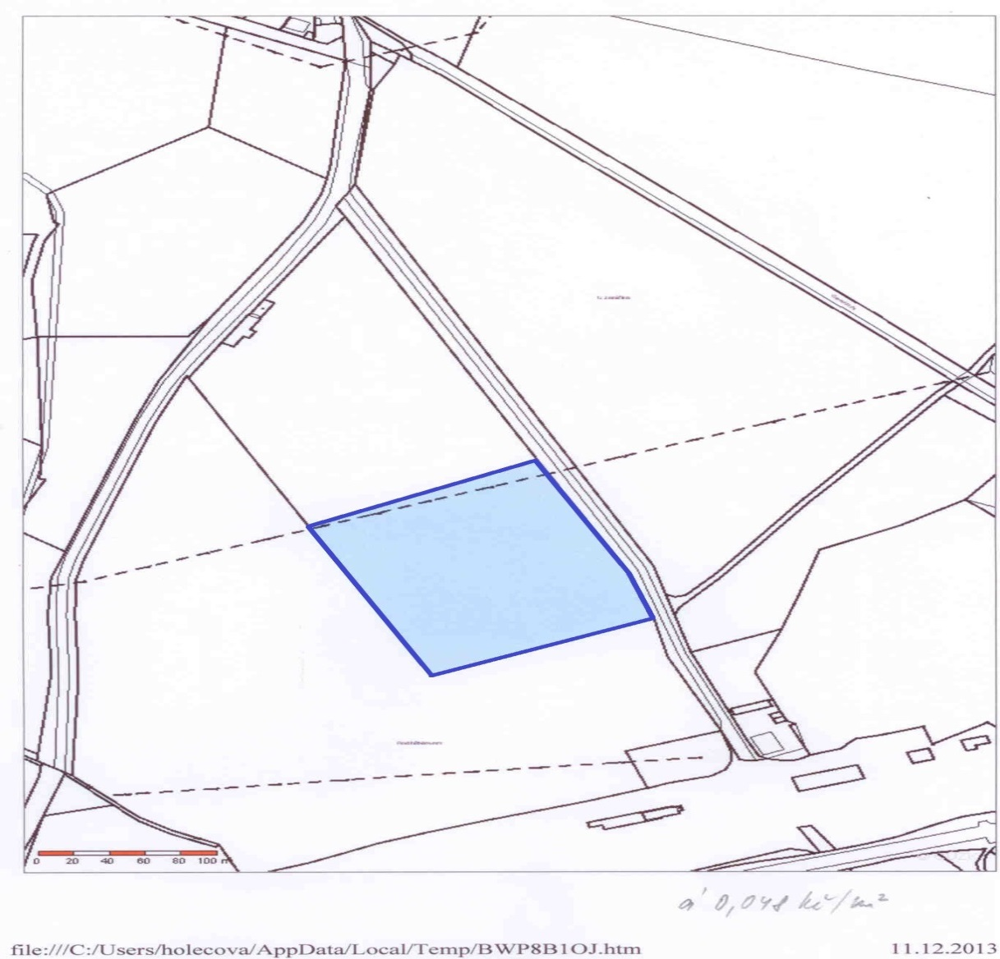 0 20 40 60 80 100 m
á 0,048 kč/m²
file:///C:/Users/holecova/AppData/Local/Temp/BWP8B1OJ.htm 11.12.2013